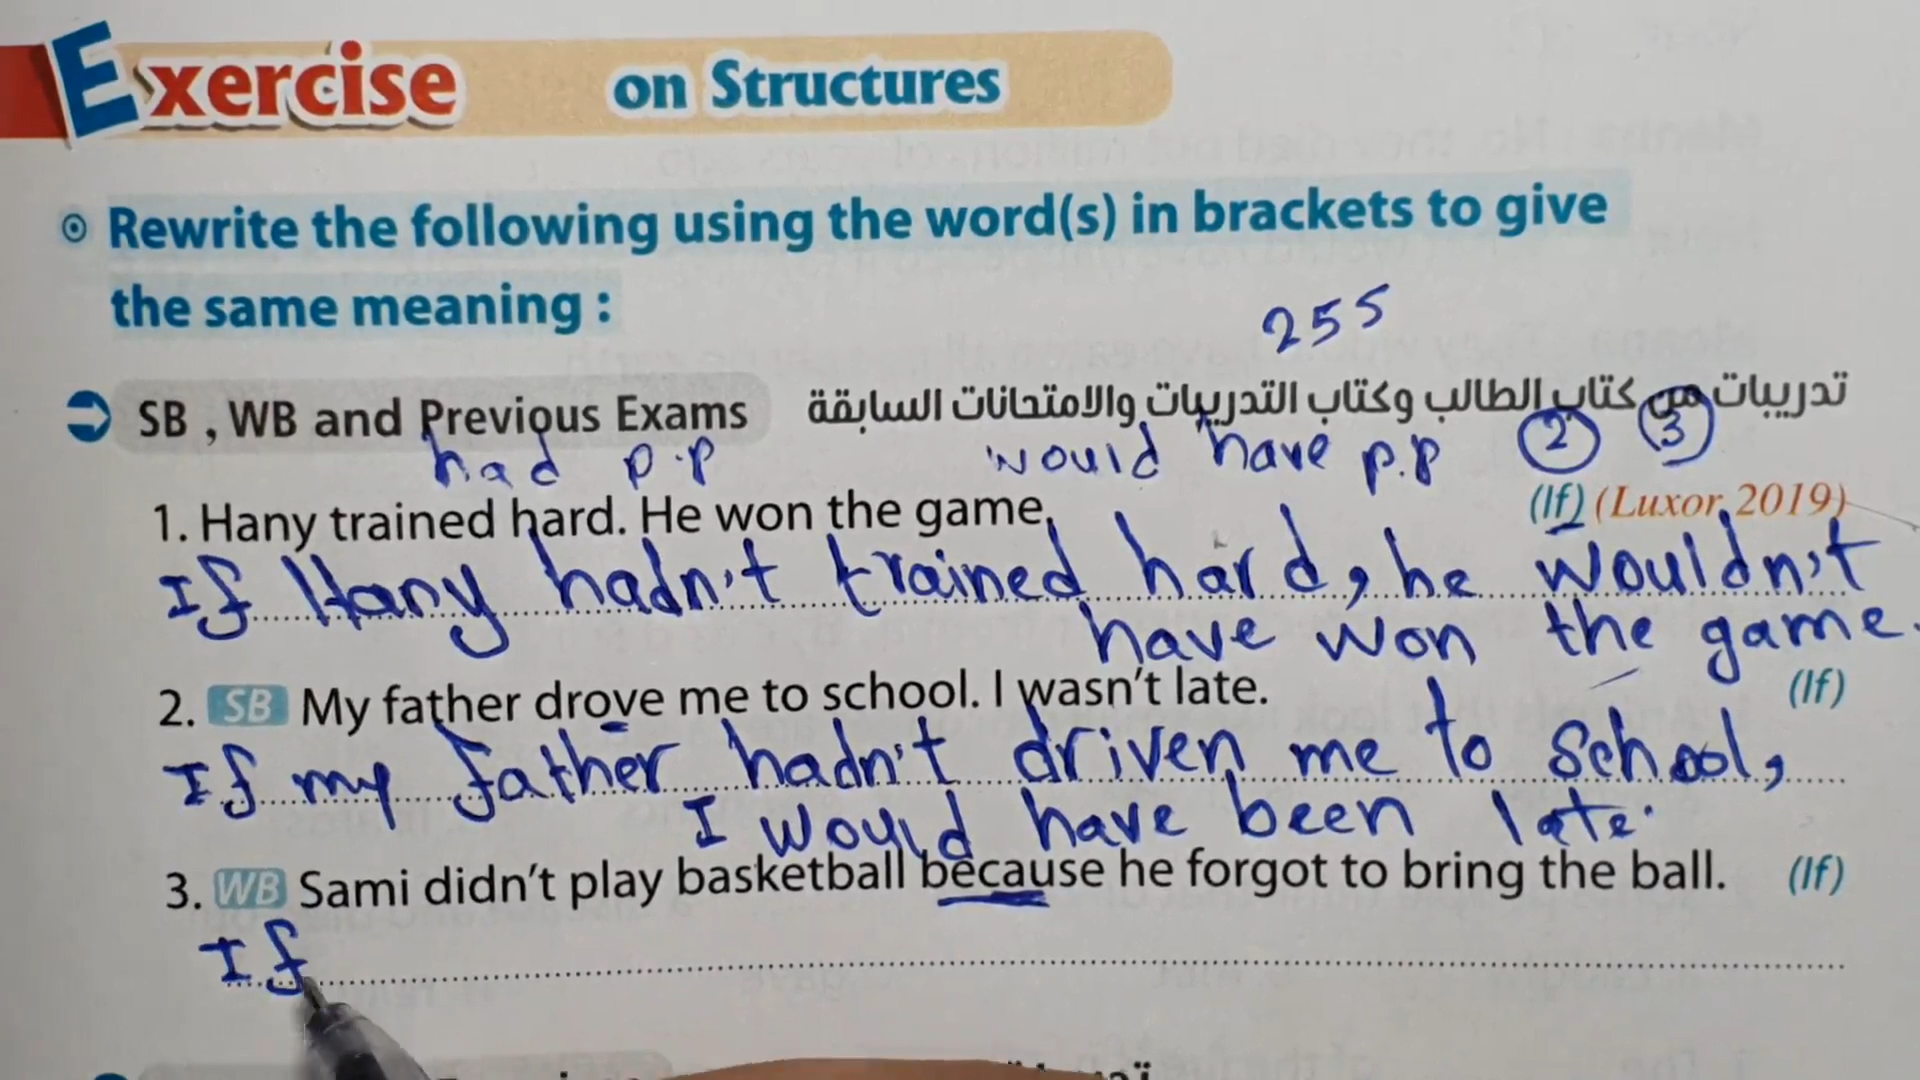 Exercise on Structures
Rewrite the following using the word(s) in brackets to give
the same meaning :
255
SB , WB and Previous Exams تدريبات من كتاب الطالب وكتاب التدريبات والامتحانات السابقة
had p.p would have p.p 2 3
1. Hany trained hard. He won the game. (If) (Luxor 2019)
If Hany hadn't trained hard, he wouldn't
have won the game.
2. SB My father drove me to school. I wasn't late. (If)
If my father hadn't driven me to school,
I would have been late.
3. WB Sami didn't play basketball because he forgot to bring the ball. (If)
If